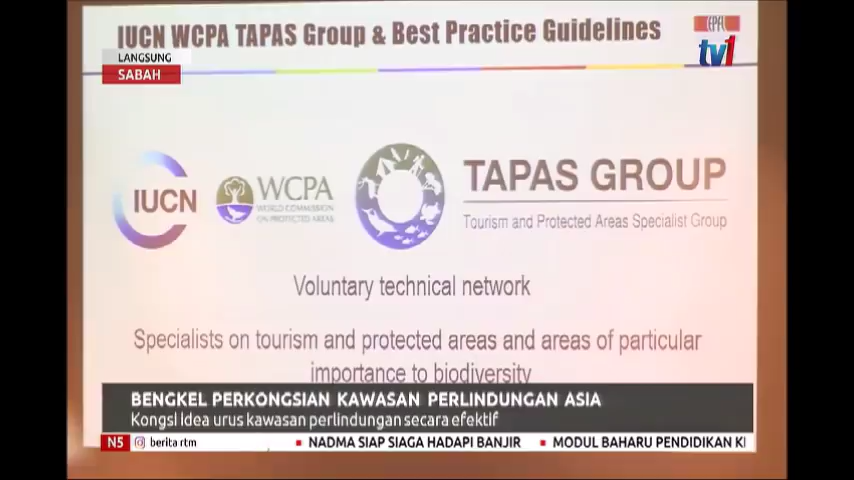 IUCN WCPA TAPAS Group & Best Practice Guidelines
LANGSUNG
SABAH
tv1
IUCN
WCPA
WORLD COMMISSION
ON PROTECTED AREAS
TAPAS GROUP
Tourism and Protected Areas Specialist Group
Voluntary technical network
Specialists on tourism and protected areas and areas of particular
importance to biodiversity
BENGKEL PERKONGSIAN KAWASAN PERLINDUNGAN ASIA
Kongsi idea urus kawasan perlindungan secara efektif
N5 berita rtm ▪ NADMA SIAP SIAGA HADAPI BANJIR ▪ MODUL BAHARU PENDIDIKAN